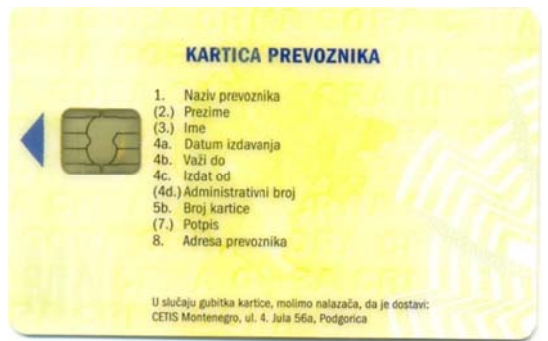 KARTICA PREVOZNIKA
1. Naziv prevoznika
(2.) Prezime
(3.) Ime
4a. Datum izdavanja
4b. Važi do
4c. Izdat od
(4d.) Administrativni broj
5b. Broj kartice
(7.) Potpis
8. Adresa prevoznika
U slučaju gubitka kartice, molimo nalazača, da je dostavi:
CETIS Montenegro, ul. 4. Jula 56a, Podgorica